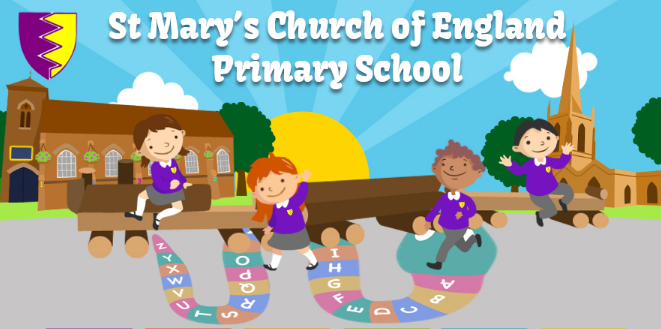 St Mary's Church of England
Primary School
Z Y X W V U T S R Q P O
I H G F E D C B A